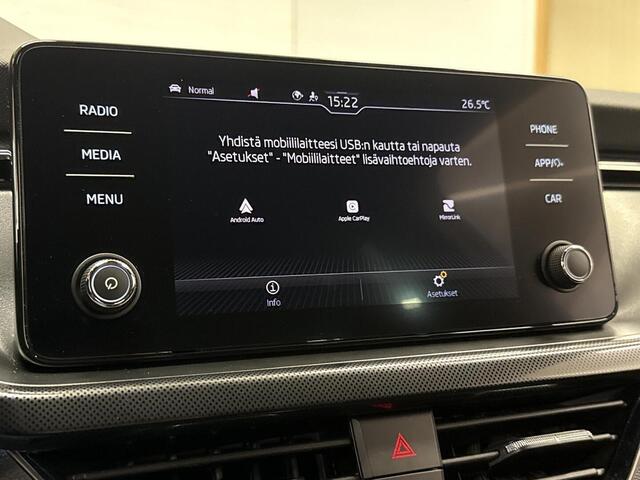 Normal
15:22
26.5°C
RADIO
MEDIA
MENU
Yhdistä mobiililaitteesi USB:n kautta tai napauta
"Asetukset" - "Mobiililaitteet" lisävaihtoehtoja varten.
Android Auto
Apple CarPlay
MirrorLink
Info
Asetukset
PHONE
APP/
CAR